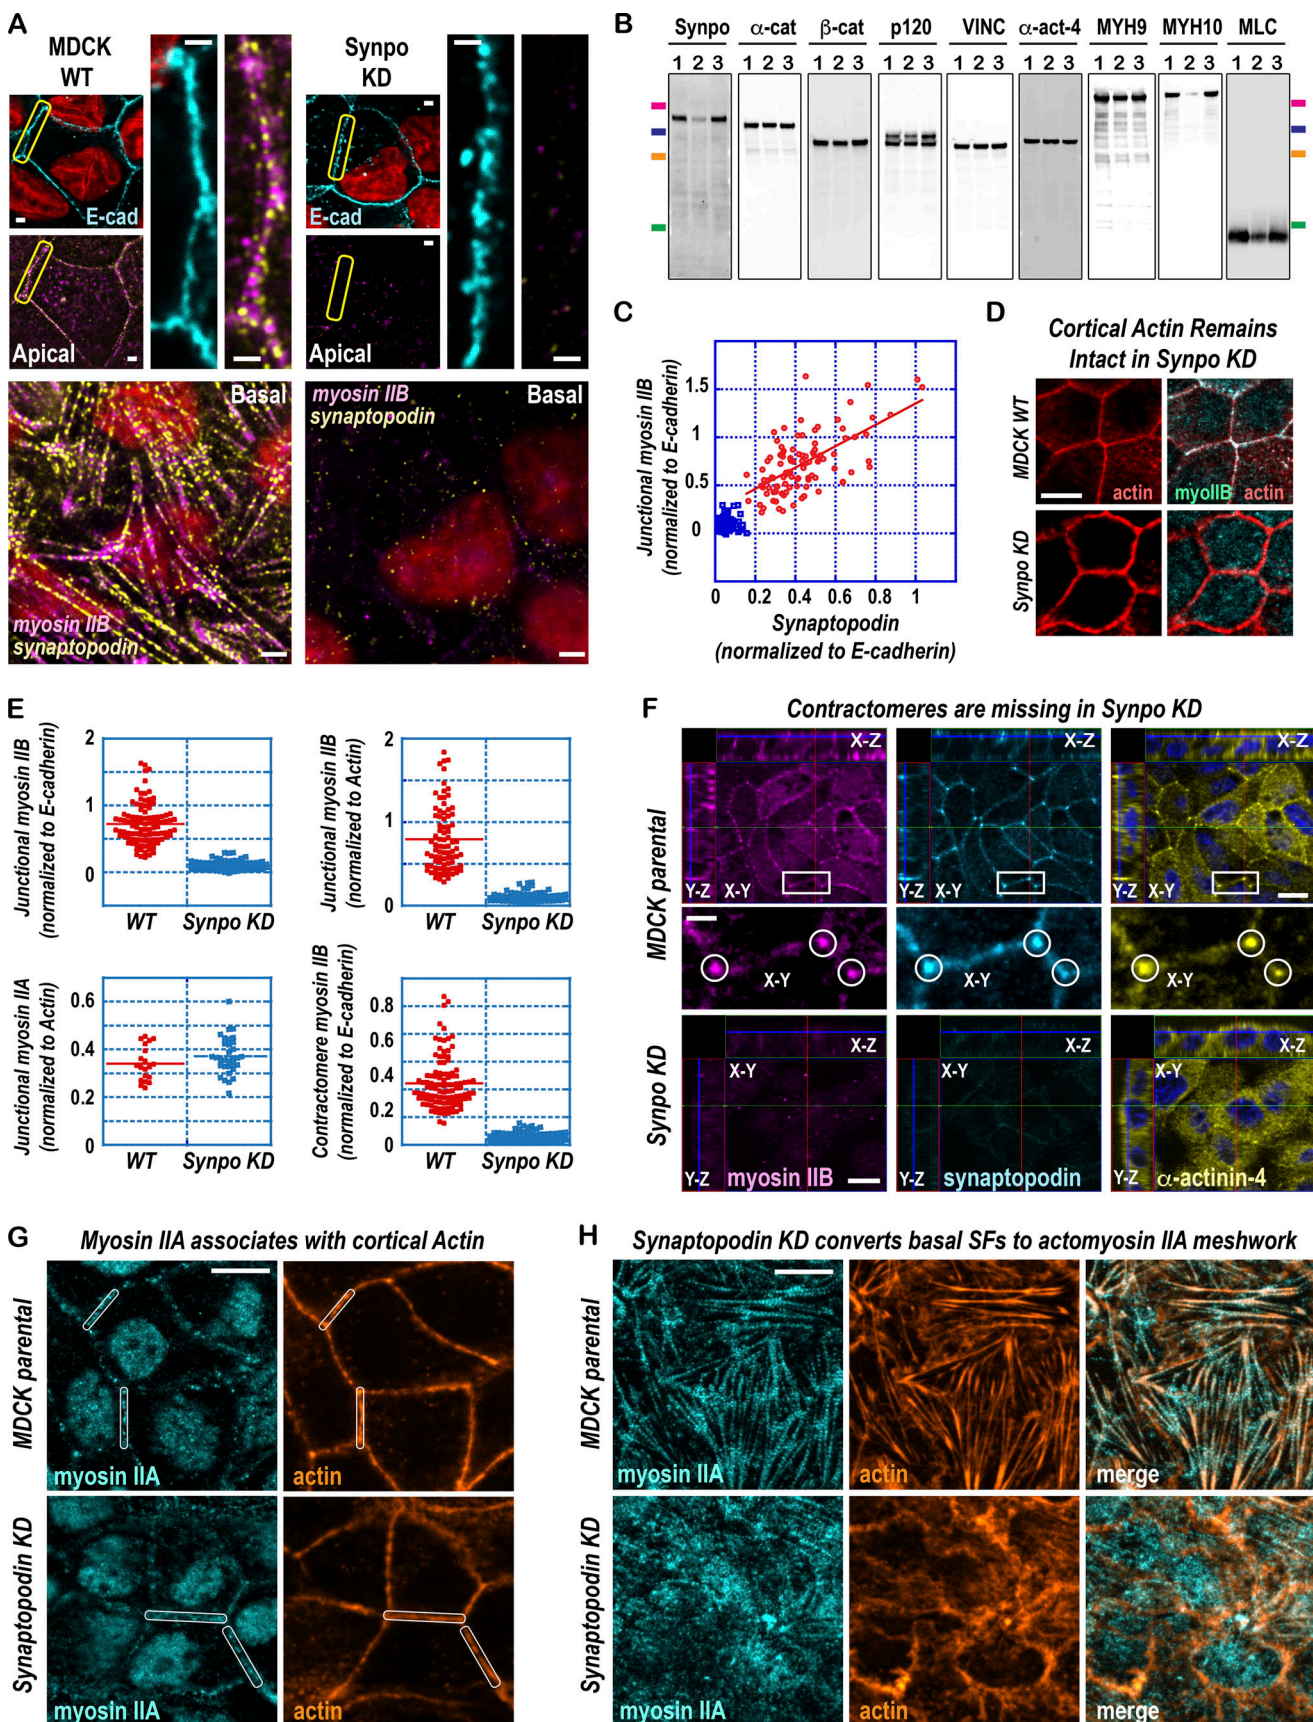 A
MDCK
WT
E-cad
Apical
Synpo
KD
E-cad
Apical
Basal
myosin IIB
synaptopodin
myosin IIB
synaptopodin
Basal
B
Synpo α-cat β-cat p120 VINC α-act-4 MYH9 MYH10 MLC
1 2 3 1 2 3 1 2 3 1 2 3 1 2 3 1 2 3 1 2 3 1 2 3 1 2 3
C
Junctional myosin IIB
(normalized to E-cadherin)
1.5
1
0.5
0
0 0.2 0.4 0.6 0.8 1
Synaptopodin
(normalized to E-cadherin)
D
Cortical Actin Remains
Intact in Synpo KD
MDCK WT
actin
myoIIB actin
Synpo KD
E
Junctional myosin IIB
(normalized to E-cadherin)
2
1
0
WT Synpo KD
Junctional myosin IIB
(normalized to Actin)
2
1
0
WT Synpo KD
Junctional myosin IIA
(normalized to Actin)
0.6
0.4
0.2
0
WT Synpo KD
Contractomere myosin IIB
(normalized to E-cadherin)
0.8
0.6
0.4
0.2
0
WT Synpo KD
F
Contractomeres are missing in Synpo KD
MDCK parental
X-Z X-Z X-Z
Y-Z X-Y Y-Z X-Y Y-Z X-Y
X-Y X-Y X-Y
Synpo KD
X-Z X-Z X-Z
X-Y X-Y X-Y
Y-Z myosin IIB Y-Z synaptopodin Y-Z α-actinin-4
G
Myosin IIA associates with cortical Actin
MDCK parental
myosin IIA actin
Synaptopodin KD
myosin IIA actin
H
Synaptopodin KD converts basal SFs to actomyosin IIA meshwork
MDCK parental
myosin IIA actin merge
Synaptopodin KD
myosin IIA actin merge